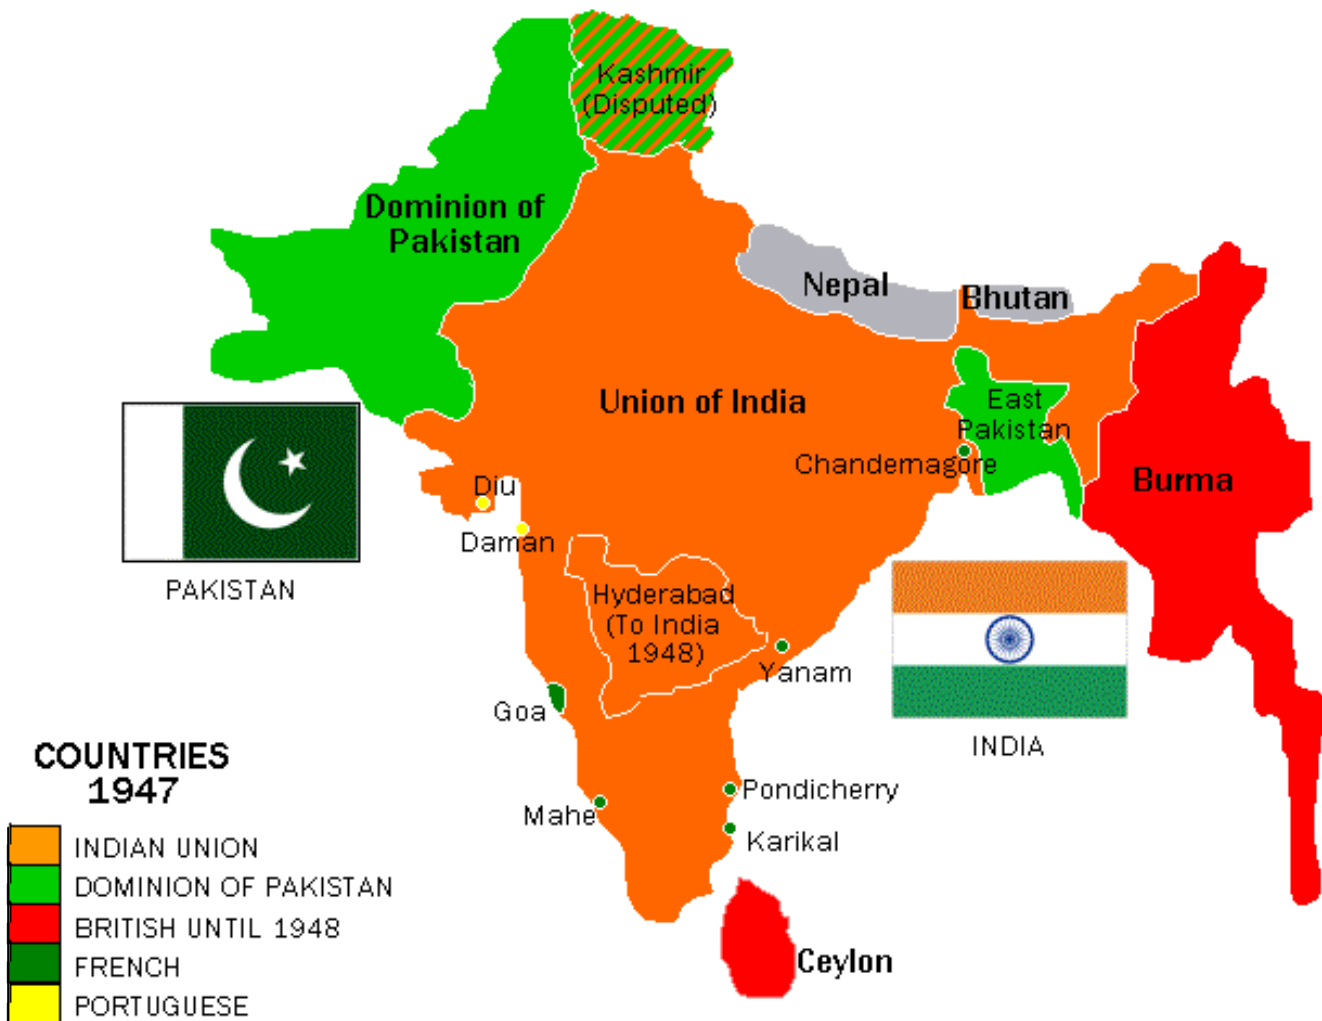 Kashmir
(Disputed)
Dominion of
Pakistan
Nepal
Bhutan
Union of India
East
Pakistan
Chandernagore
Burma
Diu
Daman
PAKISTAN
Hyderabad
(To India
1948)
Yanam
Goa
INDIA
COUNTRIES
1947
Mahe
Pondicherry
Karikal
INDIAN UNION
DOMINION OF PAKISTAN
BRITISH UNTIL 1948
FRENCH
PORTUGUESE
Ceylon